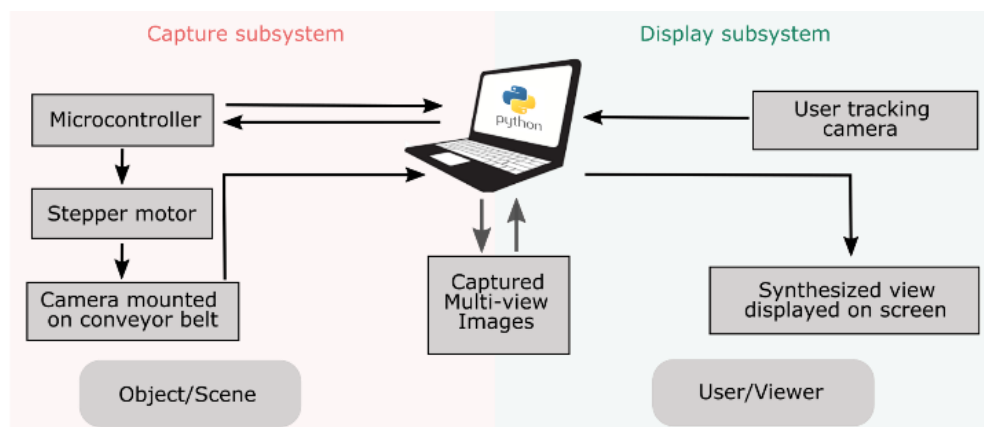 Capture subsystem
Display subsystem
Microcontroller
python
User tracking
camera
Stepper motor
Camera mounted
on conveyor belt
Captured
Multi-view
Images
Synthesized view
displayed on screen
Object/Scene
User/Viewer